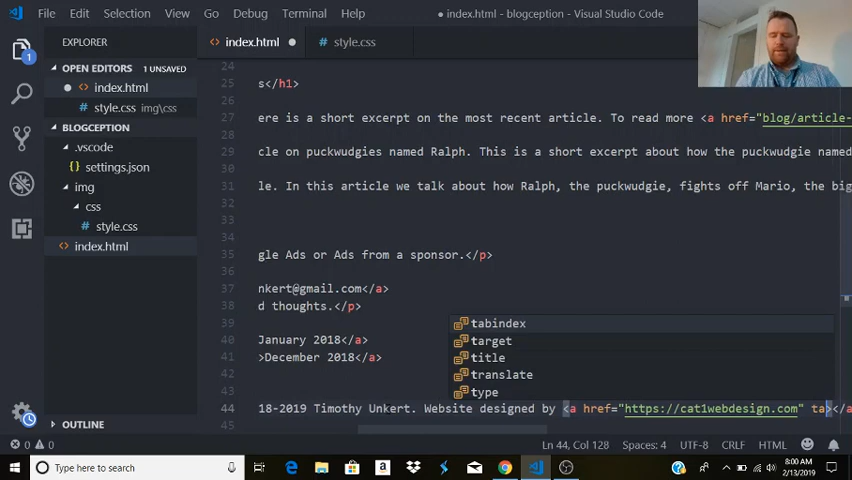 File Edit Selection View Go Debug Terminal Help ● index.html - blogception - Visual Studio Code
EXPLORER
OPEN EDITORS 1 UNSAVED
index.html
style.css img\css
BLOGCEPTION
.vscode
settings.json
img
css
style.css
index.html
OUTLINE
index.html
style.css
24
25 s</h1>
26
27 ere is a short excerpt on the most recent article. To read more <a href="blog/article-
28
29 cle on puckwudgies named Ralph. This is a short excerpt about how the puckwudgie named
30
31 le. In this article we talk about how Ralph, the puckwudgie, fights off Mario, the big
32
33
34
35 gle Ads or Ads from a sponsor.</p>
36
37 nkert@gmail.com</a>
38 d thoughts.</p>
39
40 January 2018</a>
41 >December 2018</a>
42
43
44 18-2019 Timothy Unkert. Website designed by <a href="https://cat1webdesign.com" ta></a
45
tabindex
target
title
translate
type
0 0 Ln 44, Col 128 Spaces: 4 UTF-8 CRLF HTML
Type here to search
8:00 AM
2/13/2019